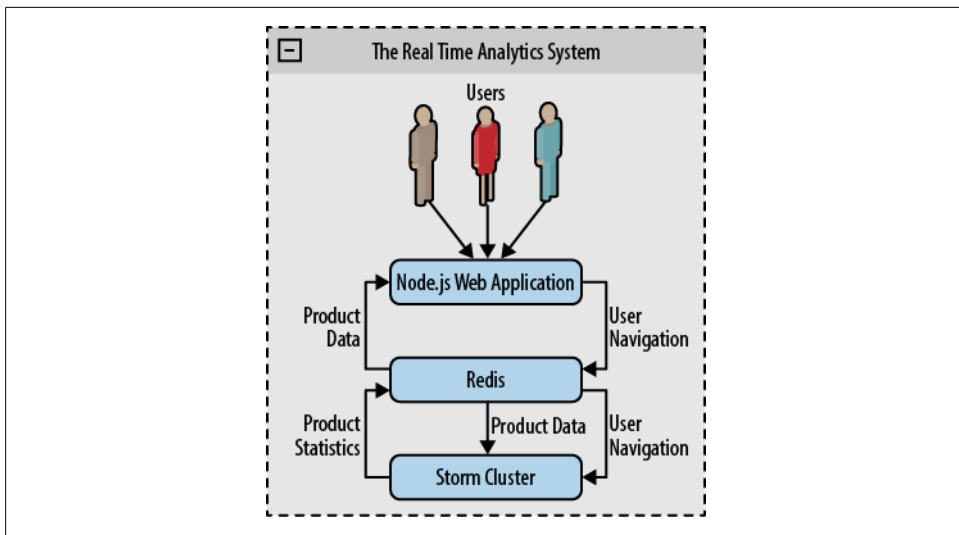 The Real Time Analytics System
Users
Node.js Web Application
Product
Data
User
Navigation
Redis
Product
Statistics
Product Data
User
Navigation
Storm Cluster